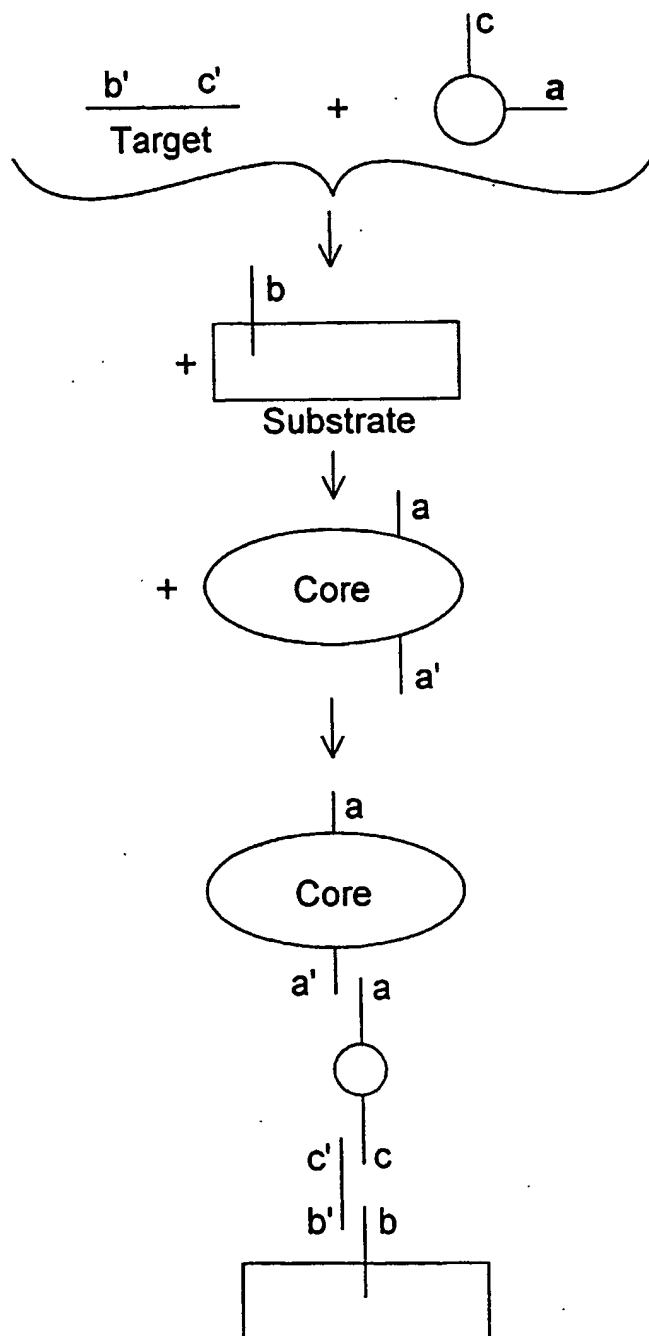 c
b' c' + a
Target
b
+
Substrate
a
+ Core
a'
a
Core
a' a
c' c
b' b